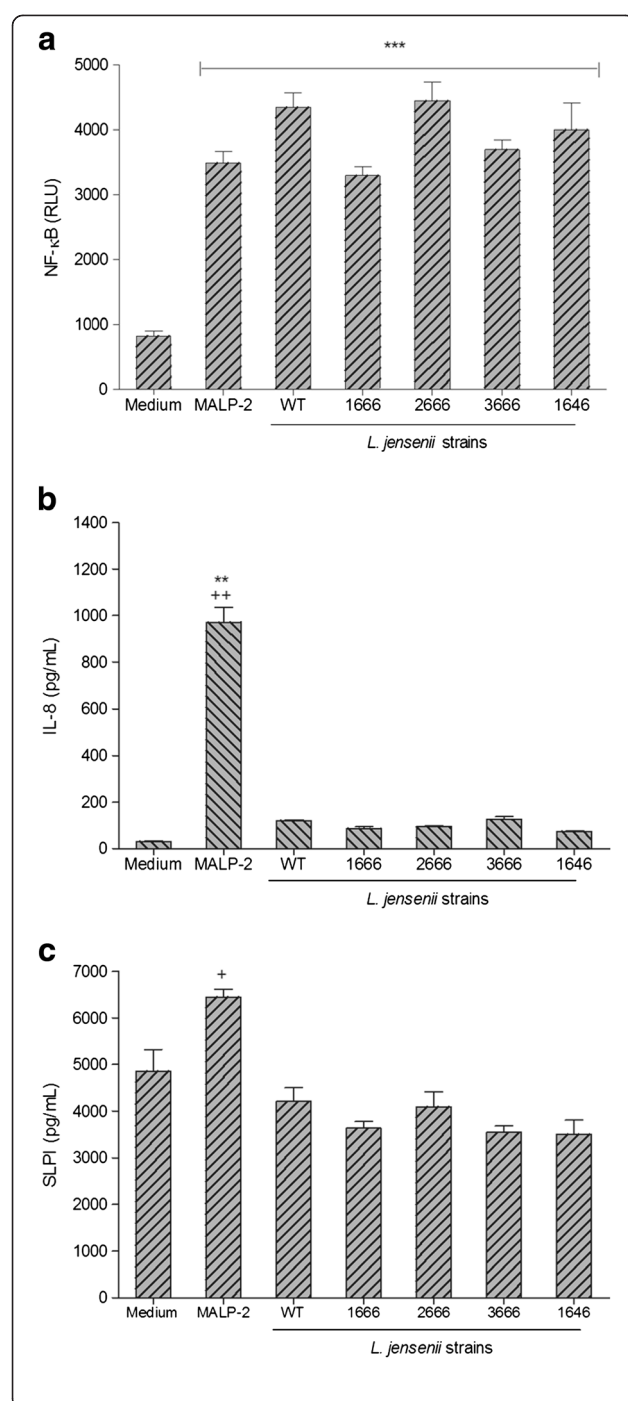 a
***
5000
4000
3000
2000
1000
0
NF-κB (RLU)
Medium MALP-2 WT 1666 2666 3666 1646
L. jensenii strains
b
1400
1200
1000
800
600
400
200
0
IL-8 (pg/mL)
**
++
Medium MALP-2 WT 1666 2666 3666 1646
L. jensenii strains
c
7000
6000
5000
4000
3000
2000
1000
0
SLPI (pg/mL)
+
Medium MALP-2 WT 1666 2666 3666 1646
L. jensenii strains